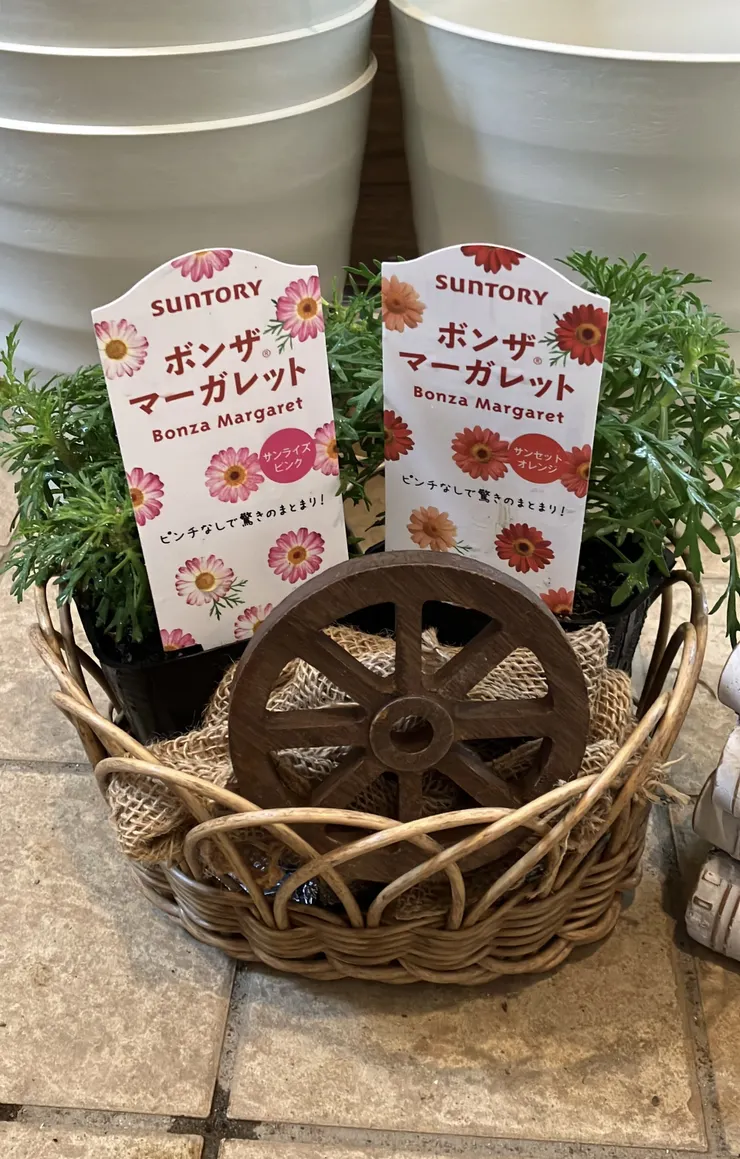 SUNTORY
ボンザ®
マーガレット
Bonza Margaret
サンライズ
ピンク
ピンチなしで驚きのまとまり!
SUNTORY
ボンザ®
マーガレット
Bonza Margaret
サンセット
オレンジ
ピンチなしで驚きのまとまり!